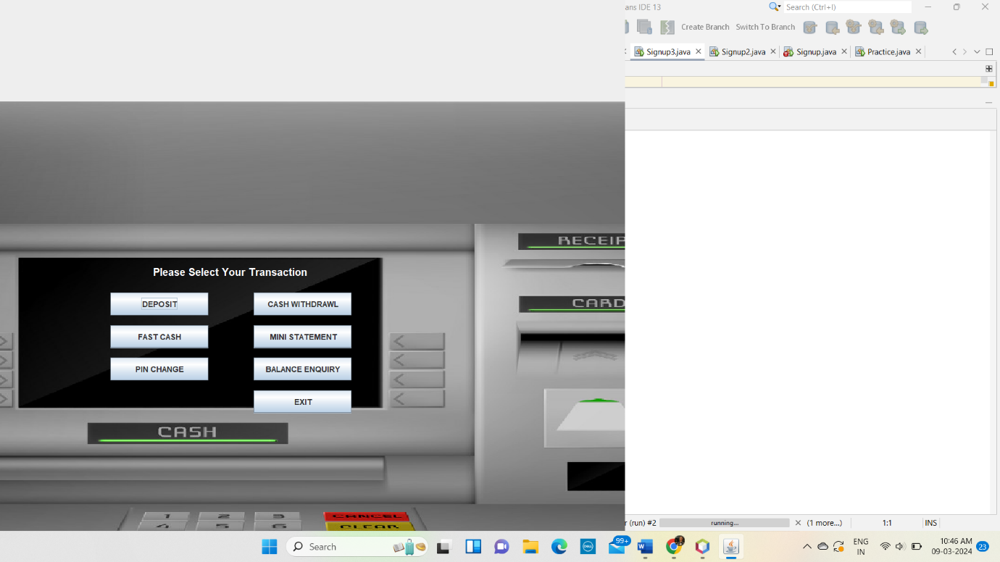 ans IDE 13
Search (Ctrl+I)
Create Branch Switch To Branch
Signup3.java Signup2.java Signup.java Practice.java
RECEIP
Please Select Your Transaction
DEPOSIT CASH WITHDRAWL
CARD
FAST CASH MINI STATEMENT
PIN CHANGE BALANCE ENQUIRY
EXIT
CASH
1 2 3 CANCEL
4 5 6 CLEAR
r (run) #2 running... (1 more...) 1:1 INS
Search
99+
DELL
ENG
IN
10:46 AM
09-03-2024
23